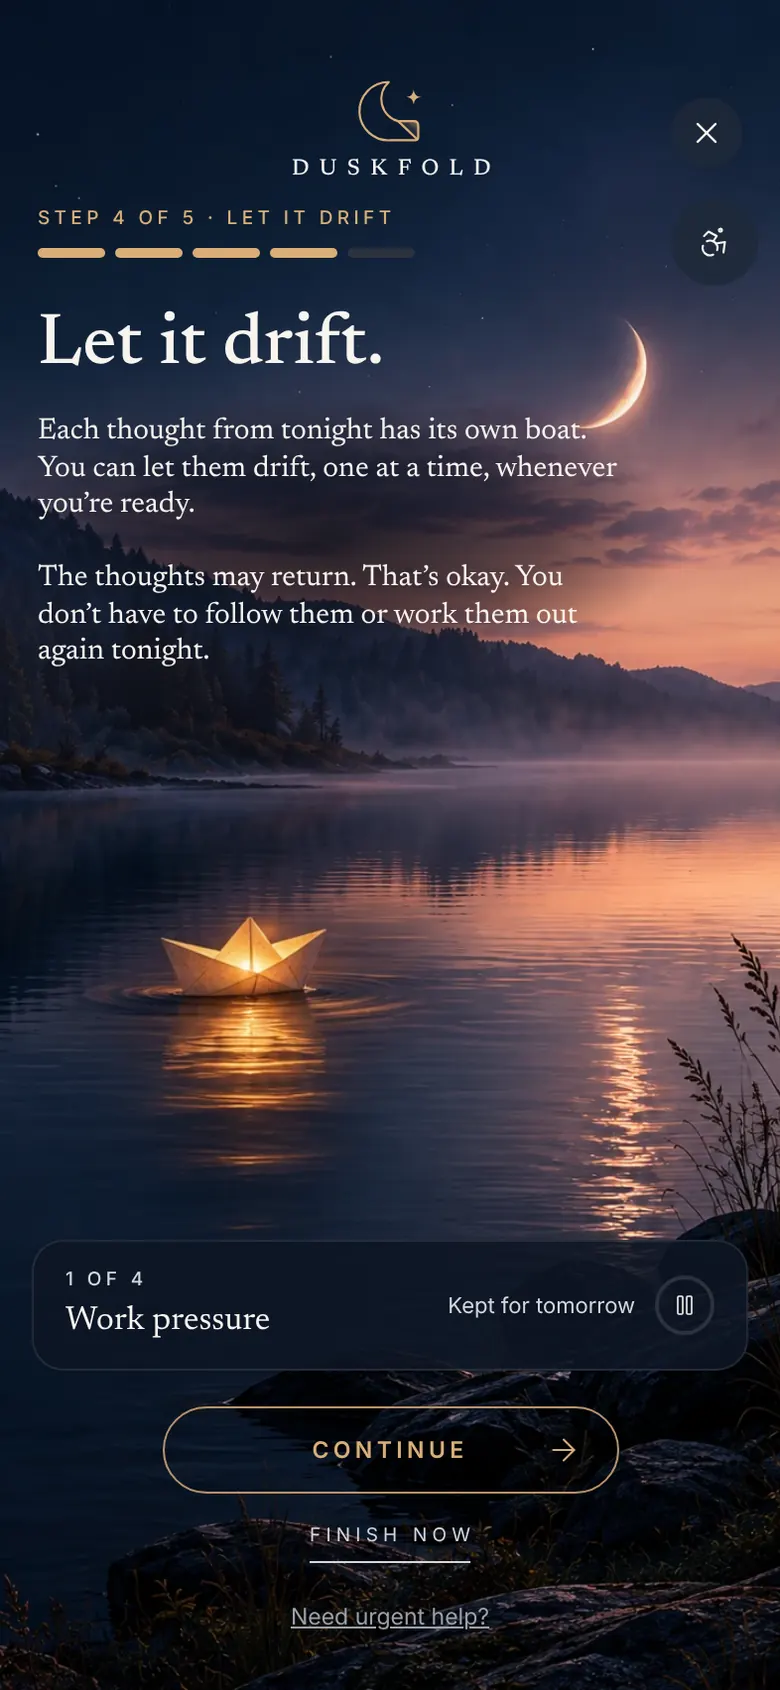 DUSKFOLD
STEP 4 OF 5 · LET IT DRIFT
Let it drift.
Each thought from tonight has its own boat.
You can let them drift, one at a time, whenever
you’re ready.
The thoughts may return. That’s okay. You
don’t have to follow them or work them out
again tonight.
1 OF 4
Work pressure
Kept for tomorrow
CONTINUE
FINISH NOW
Need urgent help?